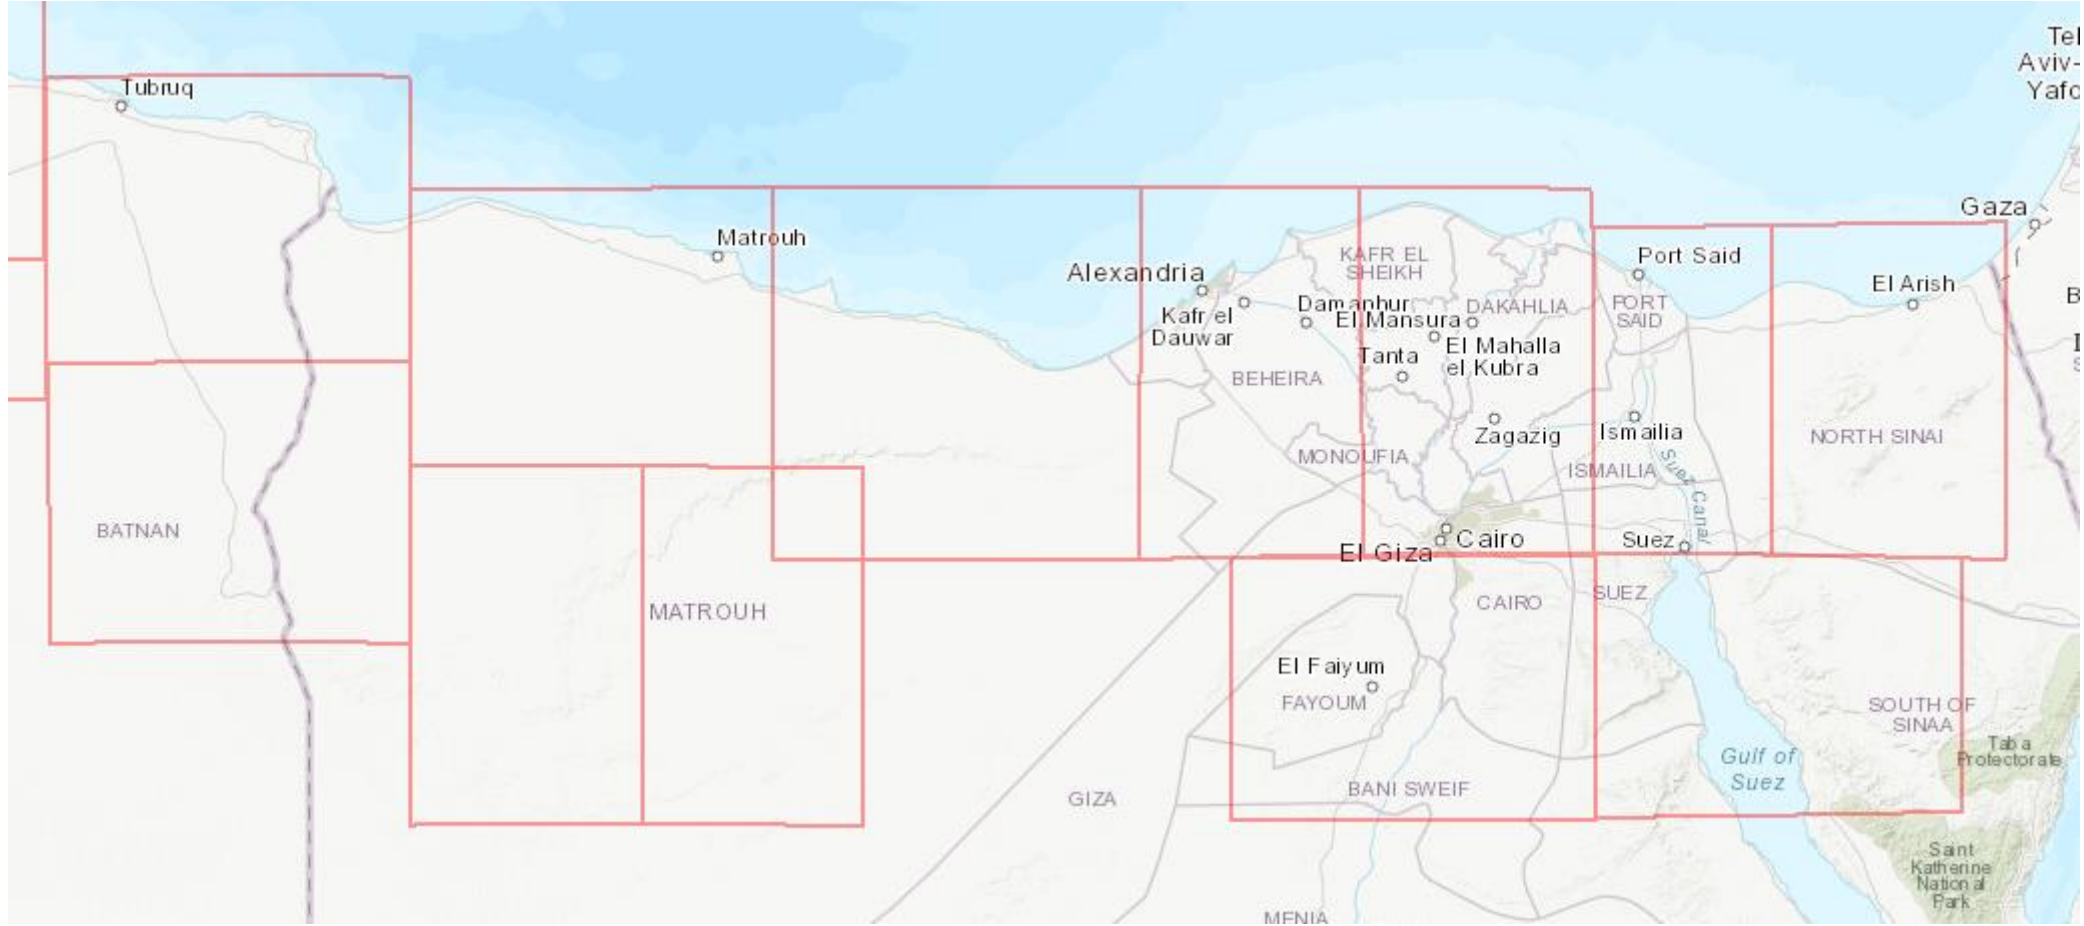 Tel
Aviv-
Yafo
Tubruq
Gaza
Matrouh
Alexandria
KAFR EL
SHEIKH
Port Said
El Arish
Kafr el
Dauwar
Damanhur
El Mansura
DAKAHLIA
PORT
SAID
El Mahalla
el Kubra
Tanta
BEHEIRA
Zagazig
Ismailia
NORTH SINAI
MONOUFIA
ISMAILIA
Suez Canal
BATNAN
Cairo
El Giza
Suez
MATROUH
CAIRO
SUEZ
El Faiyum
FAYOUM
SOUTH OF
SINAA
Taba
Protectorate
Gulf of
Suez
GIZA
BANI SWEIF
Saint
Katherine
National
Park
MENIA